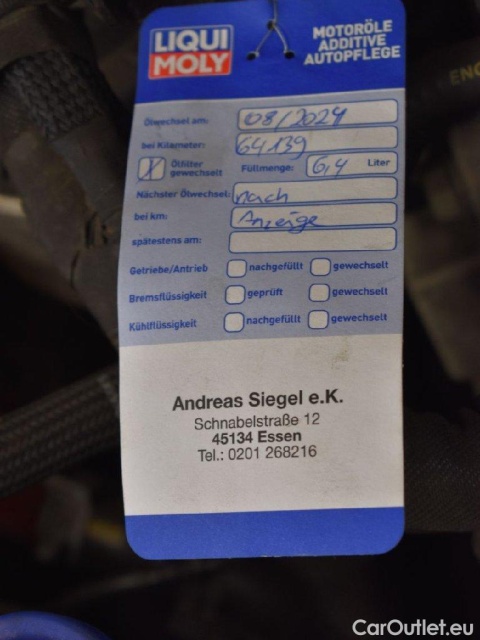 LIQUI
MOLY
MOTORÖLE
ADDITIVE
AUTOPFLEGE
Ölwechsel am: 08/2024
bei Kilometer: 64139
X Ölfilter gewechselt Füllmenge: 6,4 Liter
Nächster Ölwechsel: nach
bei km: Anzeige
spätestens am:
Getriebe/Antrieb nachgefüllt gewechselt
Bremsflüssigkeit geprüft gewechselt
Kühlflüssigkeit nachgefüllt gewechselt
Andreas Siegel e.K.
Schnabelstraße 12
45134 Essen
Tel.: 0201 268216
CarOutlet.eu